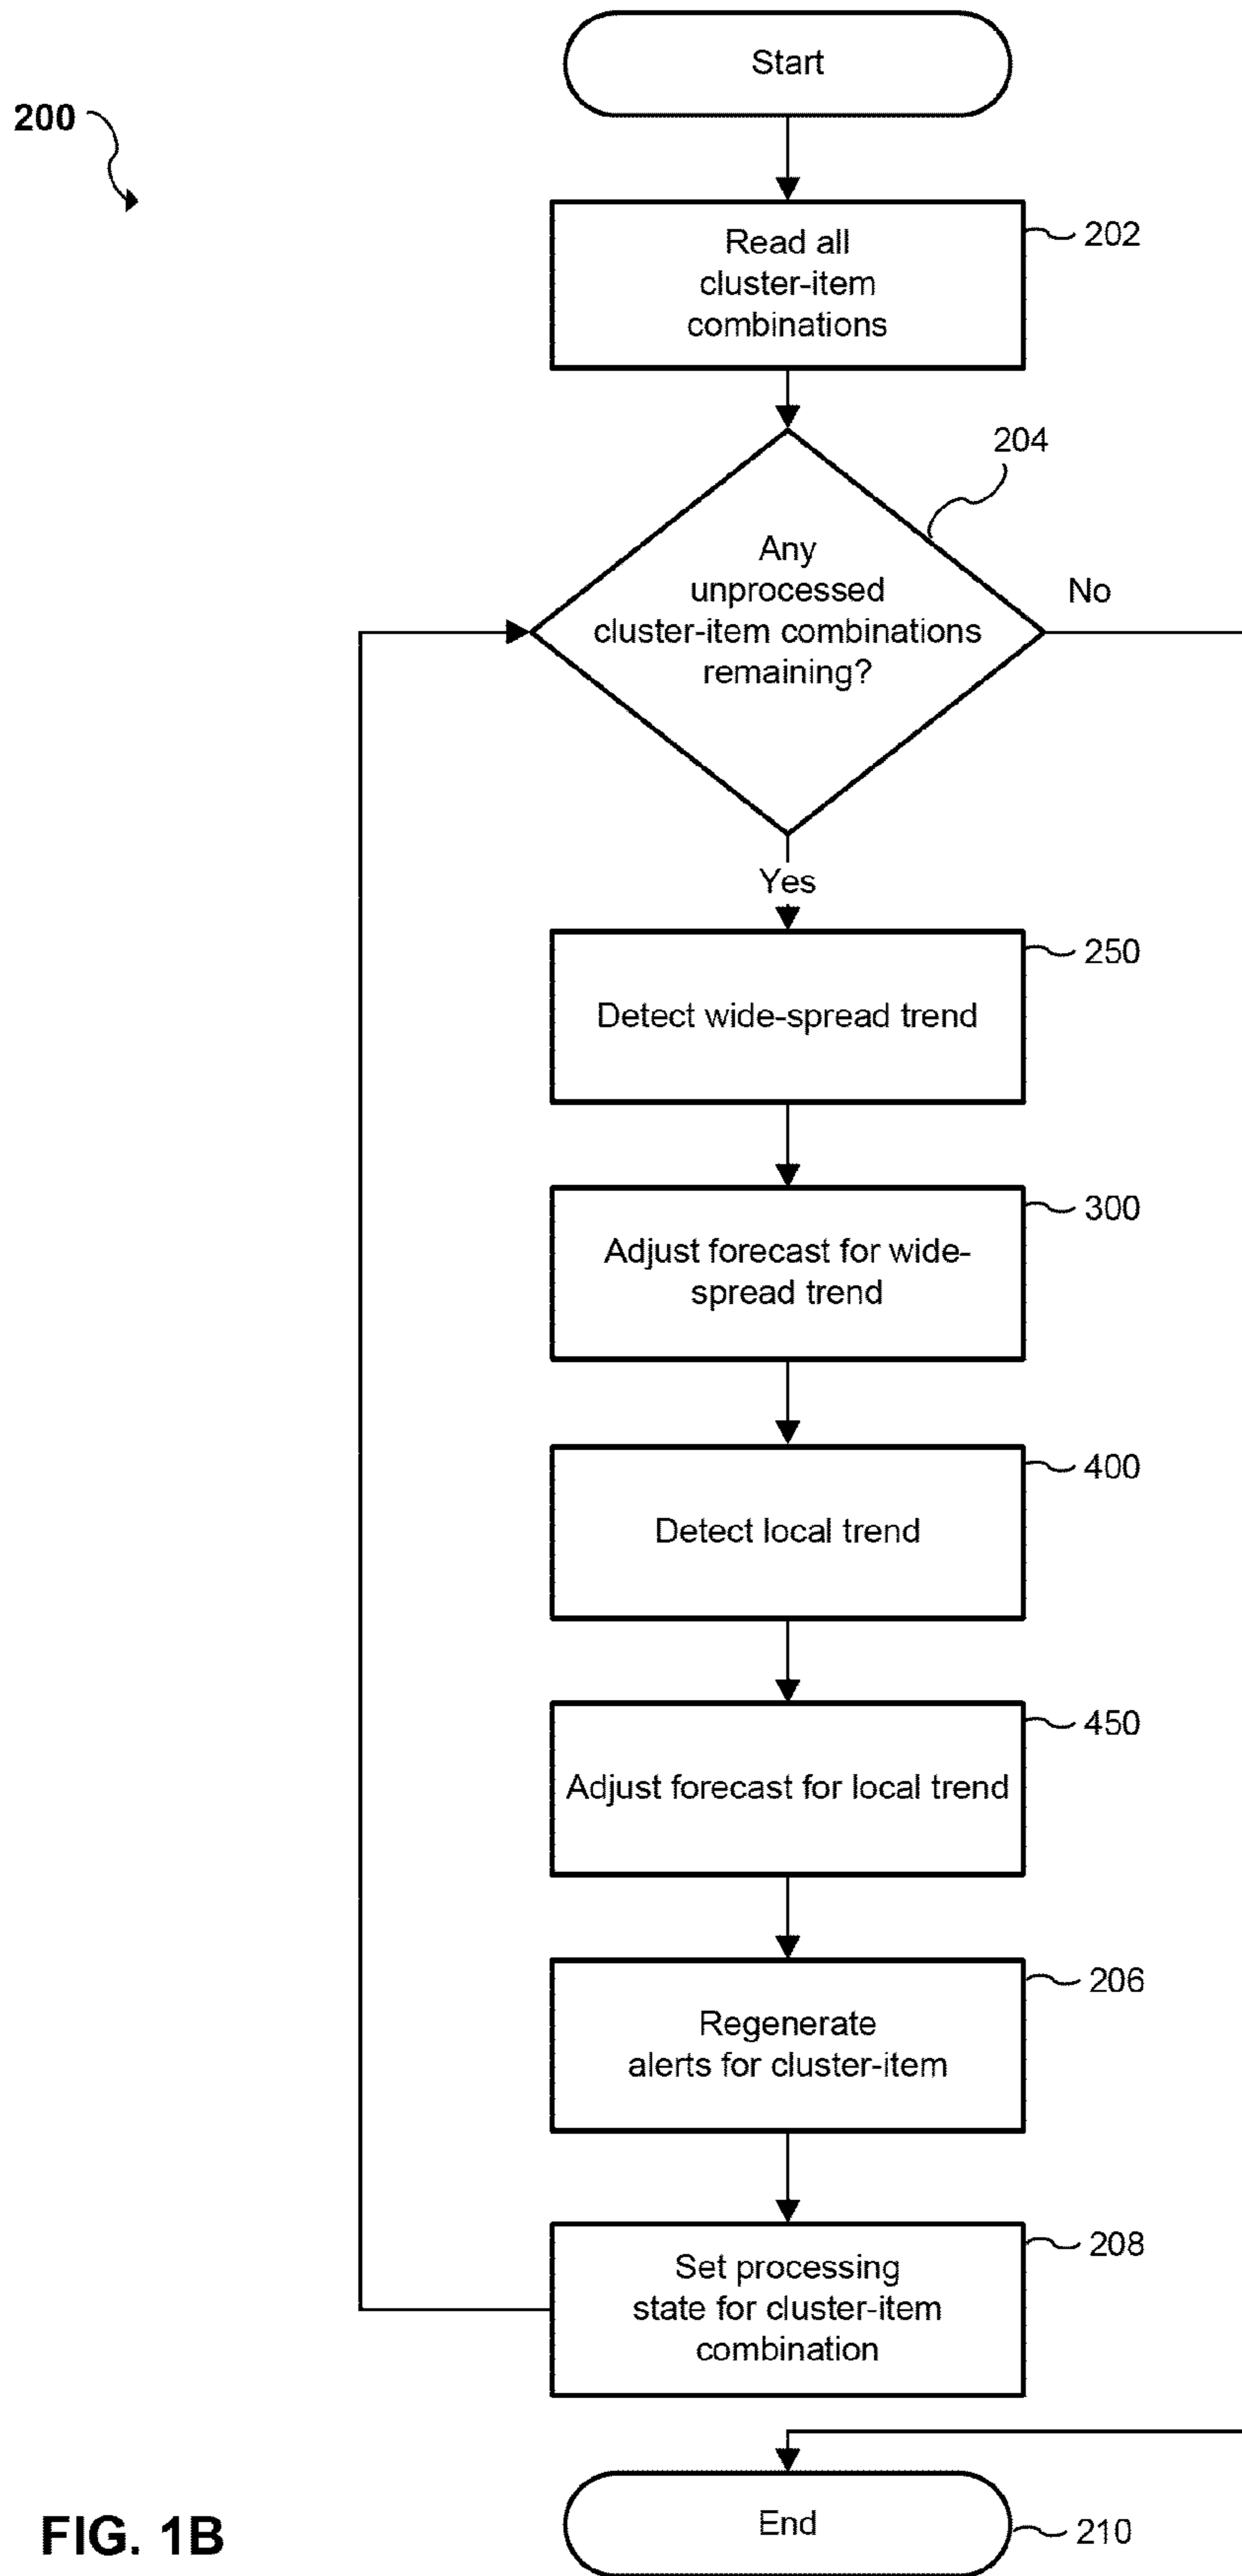 Start
200
Read all
cluster-item
combinations
202
204
Any
unprocessed
cluster-item combinations
remaining?
No
Yes
250
Detect wide-spread trend
300
Adjust forecast for wide-
spread trend
400
Detect local trend
450
Adjust forecast for local trend
206
Regenerate
alerts for cluster-item
208
Set processing
state for cluster-item
combination
End
210
FIG. 1B